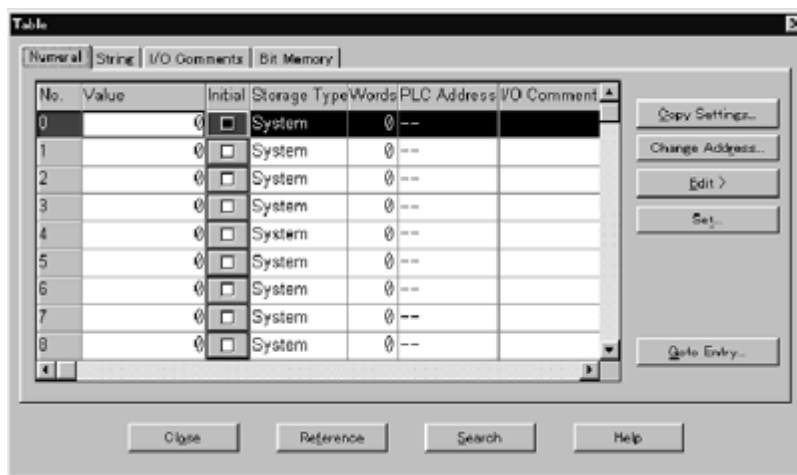 Table
Numeral String I/O Comments Bit Memory
No. Value Initial Storage Type Words PLC Address I/O Comment
0 0 System 0 --
1 0 System 0 --
2 0 System 0 --
3 0 System 0 --
4 0 System 0 --
5 0 System 0 --
6 0 System 0 --
7 0 System 0 --
8 0 System 0 --
Copy Settings...
Change Address...
Edit >
Set...
Goto Entry...
Close Reference Search Help